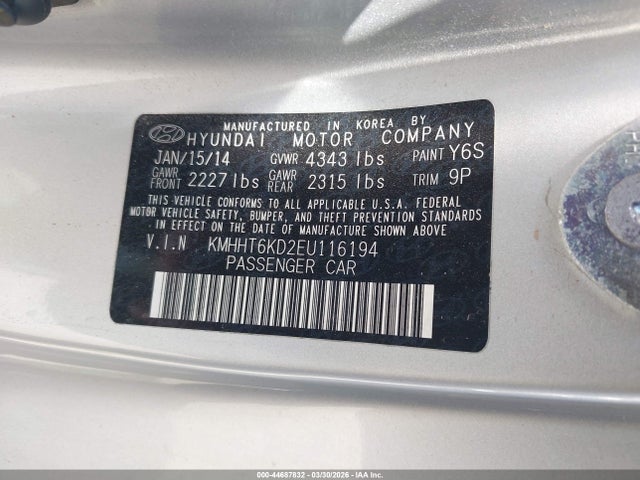 MANUFACTURED IN KOREA BY
HYUNDAI MOTOR COMPANY
JAN/15/14 GVWR 4343 lbs PAINT Y6S
GAWR FRONT 2227 lbs GAWR REAR 2315 lbs TRIM 9P
THIS VEHICLE CONFORMS TO ALL APPLICABLE U.S.A. FEDERAL
MOTOR VEHICLE SAFETY, BUMPER, AND THEFT PREVENTION
STANDARDS IN EFFECT ON THE DATE OF MANUFACTURE SHOWN ABOVE
V.I.N KMHHT6KD2EU116194
PASSENGER CAR
000-44687832 - 03/30/2026 - IAAI, Inc.